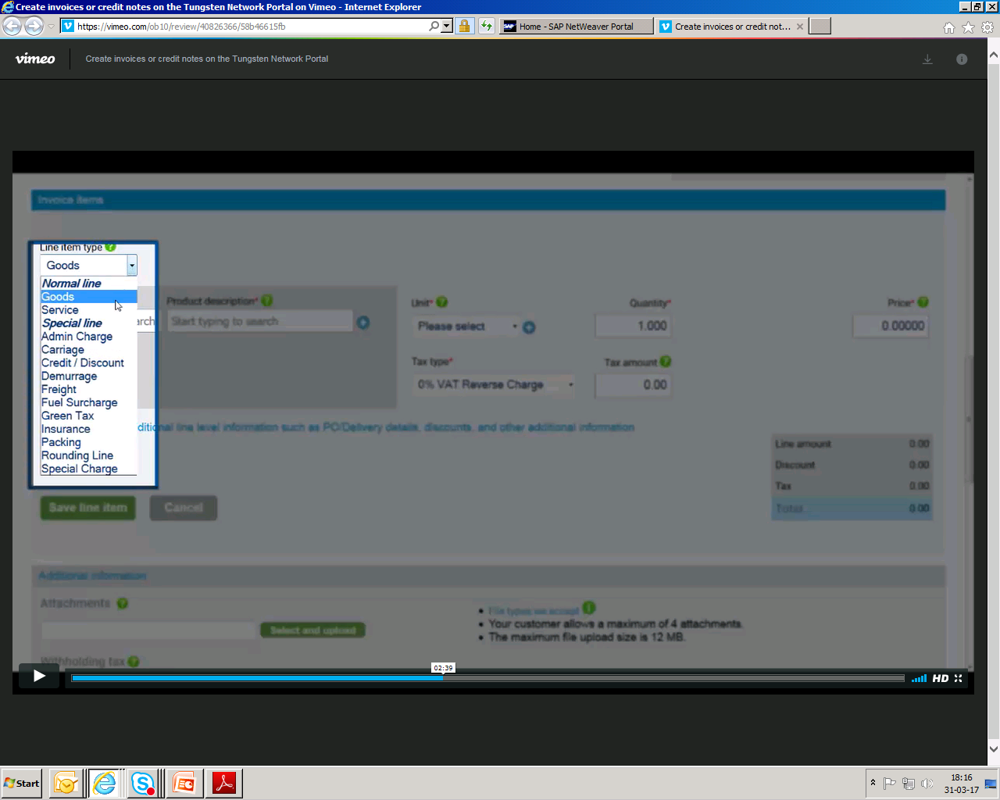 Create invoices or credit notes on the Tungsten Network Portal on Vimeo - Internet Explorer
https://vimeo.com/ob10/review/40826366/58b46615fb
Home - SAP NetWeaver Portal
Create invoices or credit not...
vimeo
Create invoices or credit notes on the Tungsten Network Portal
Invoice items
Line item type
Goods
Normal line
Goods
Service
Special line
Admin Charge
Carriage
Credit / Discount
Demurrage
Freight
Fuel Surcharge
Green Tax
Insurance
Packing
Rounding Line
Special Charge
Product description*
Start typing to search
Unit*
Please select
Quantity*
1.000
Price*
0.00000
Tax type*
0% VAT Reverse Charge
Tax amount
0.00
ditional line level information such as PO/Delivery details, discounts, and other additional information
Line amount 0.00
Discount 0.00
Tax 0.00
Total 0.00
Save line item
Cancel
Additional information
Attachments
Select and upload
File types we accept
Your customer allows a maximum of 4 attachments.
The maximum file upload size is 12 MB.
Withholding tax
02:39
HD
Start
18:16
31-03-17